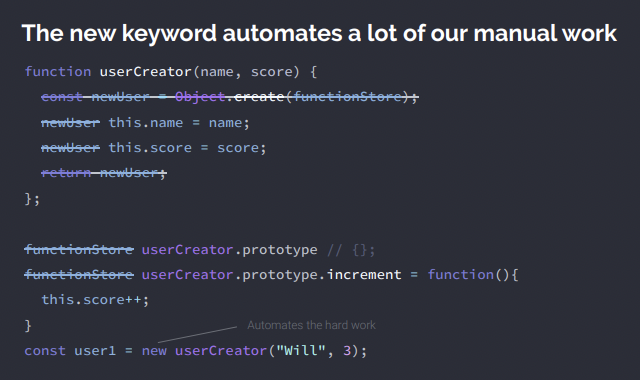 The new keyword automates a lot of our manual work
function userCreator(name, score) {
const newUser = Object.create(functionStore);
newUser this.name = name;
newUser this.score = score;
return newUser;
};
functionStore userCreator.prototype // {};
functionStore userCreator.prototype.increment = function(){
this.score++;
}
Automates the hard work
const user1 = new userCreator("Will", 3);